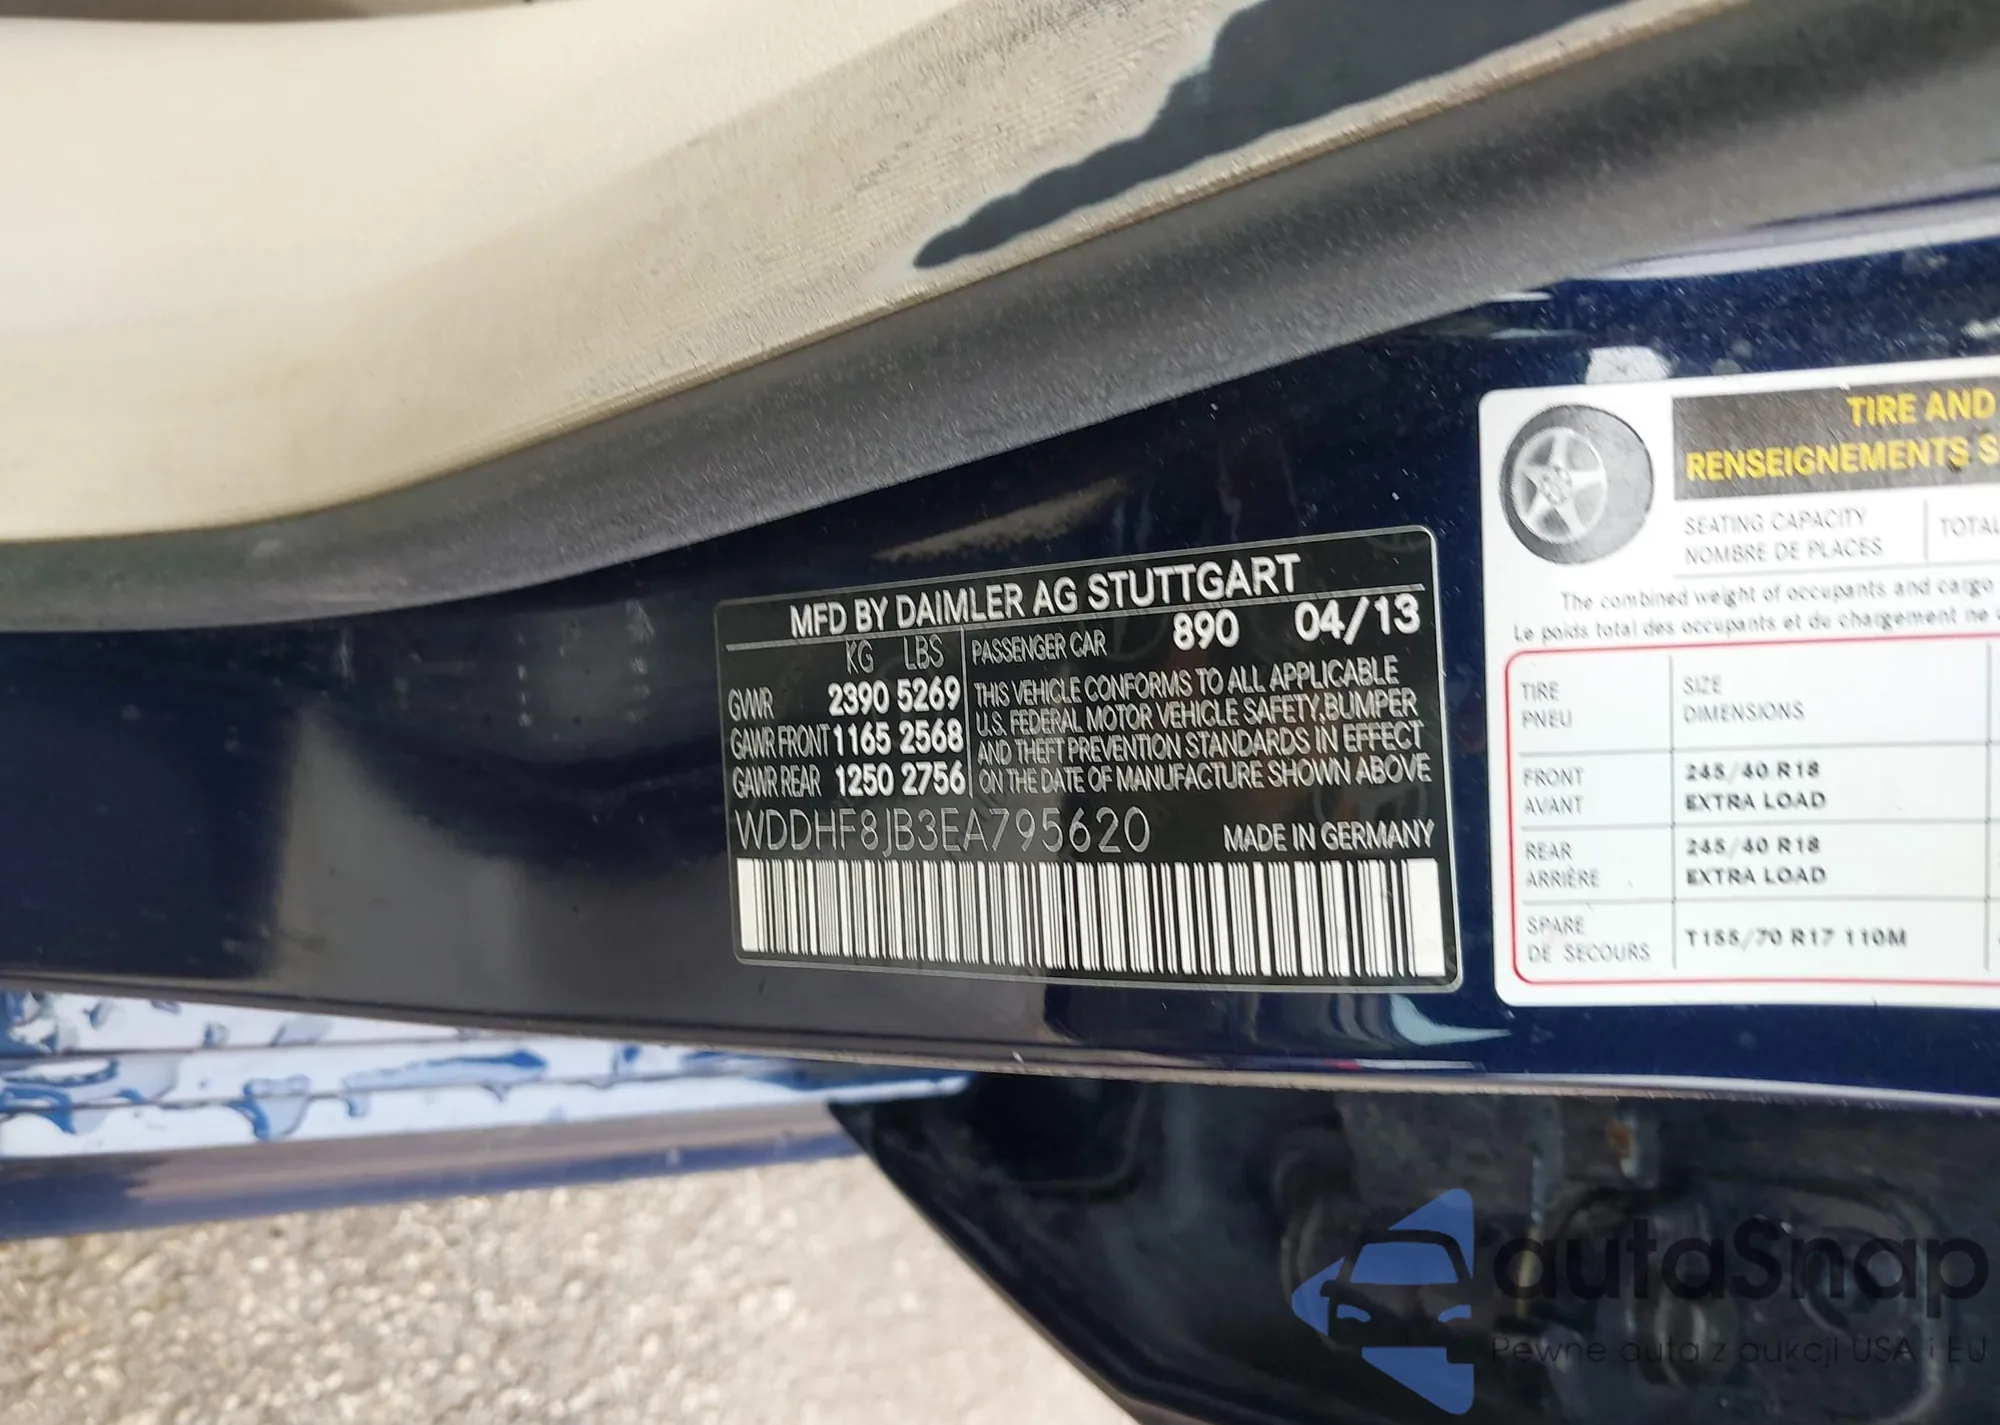 MFD BY DAIMLER AG STUTTGART
KG LBS PASSENGER CAR 890 04/13
GVWR 2390 5269
GAWR FRONT 1165 2568
GAWR REAR 1250 2756
THIS VEHICLE CONFORMS TO ALL APPLICABLE
U.S. FEDERAL MOTOR VEHICLE SAFETY,BUMPER
AND THEFT PREVENTION STANDARDS IN EFFECT
ON THE DATE OF MANUFACTURE SHOWN ABOVE
WDDHF8JB3EA795620 MADE IN GERMANY
TIRE AND
RENSEIGNEMENTS S
SEATING CAPACITY
NOMBRE DE PLACES
TOTAL
The combined weight of occupants and cargo
Le poids total des occupants et du chargement ne
TIRE
PNEU
SIZE
DIMENSIONS
FRONT
AVANT
245/40 R18
EXTRA LOAD
REAR
ARRIÈRE
245/40 R18
EXTRA LOAD
SPARE
DE SECOURS
T155/70 R17 110M
autaSnap
Pewne auta z aukcji USA i EU